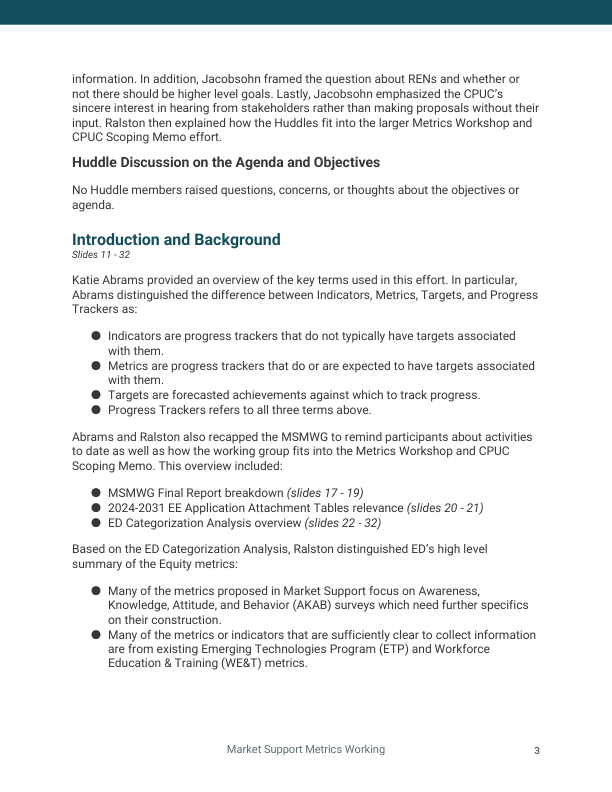 information. In addition, Jacobsohn framed the question about RENs and whether or
not there should be higher level goals. Lastly, Jacobsohn emphasized the CPUC's
sincere interest in hearing from stakeholders rather than making proposals without their
input. Ralston then explained how the Huddles fit into the larger Metrics Workshop and
CPUC Scoping Memo effort.
Huddle Discussion on the Agenda and Objectives
No Huddle members raised questions, concerns, or thoughts about the objectives or
agenda.
Introduction and Background
Slides 11 - 32
Katie Abrams provided an overview of the key terms used in this effort. In particular,
Abrams distinguished the difference between Indicators, Metrics, Targets, and Progress
Trackers as:
● Indicators are progress trackers that do not typically have targets associated
with them.
● Metrics are progress trackers that do or are expected to have targets associated
with them.
● Targets are forecasted achievements against which to track progress.
● Progress Trackers refers to all three terms above.
Abrams and Ralston also recapped the MSMWG to remind participants about activities
to date as well as how the working group fits into the Metrics Workshop and CPUC
Scoping Memo. This overview included:
● MSMWG Final Report breakdown (slides 17 - 19)
● 2024-2031 EE Application Attachment Tables relevance (slides 20 - 21)
● ED Categorization Analysis overview (slides 22 - 32)
Based on the ED Categorization Analysis, Ralston distinguished ED's high level
summary of the Equity metrics:
● Many of the metrics proposed in Market Support focus on Awareness,
Knowledge, Attitude, and Behavior (AKAB) surveys which need further specifics
on their construction.
● Many of the metrics or indicators that are sufficiently clear to collect information
are from existing Emerging Technologies Program (ETP) and Workforce
Education & Training (WE&T) metrics.
Market Support Metrics Working 3